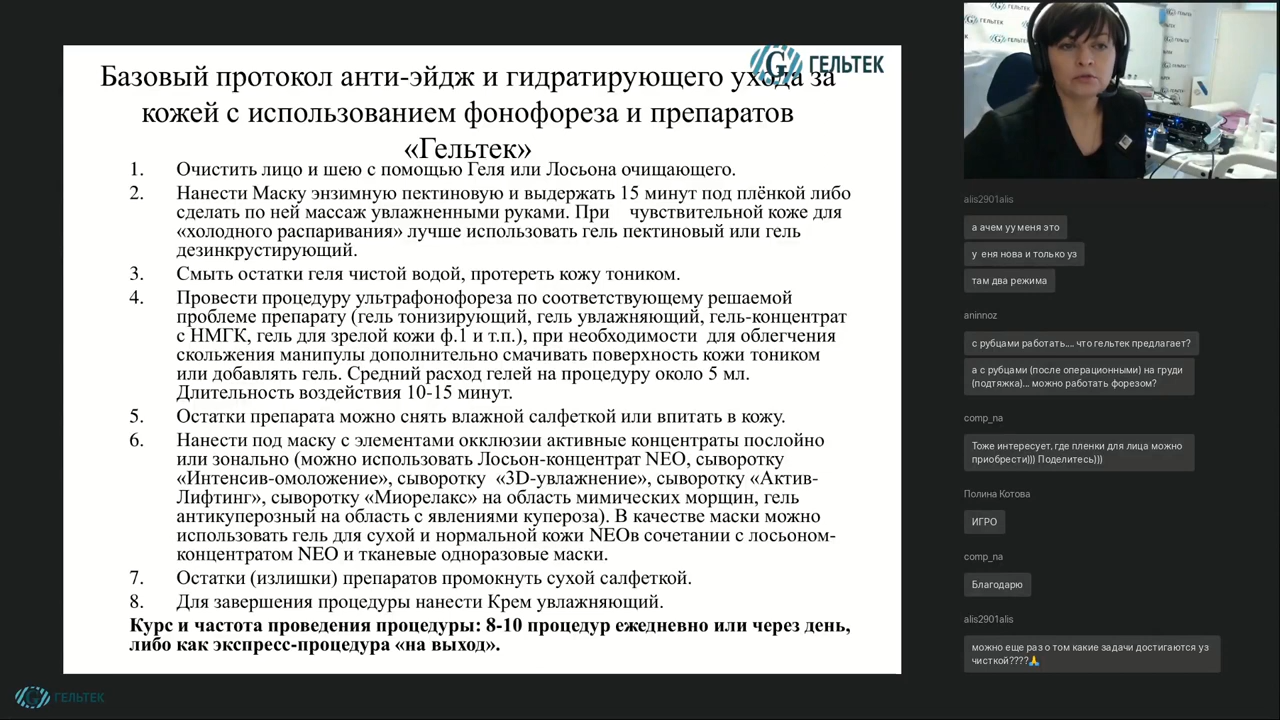 ГЕЛЬТЕК
Базовый протокол анти-эйдж и гидратирующего ухода за
кожей с использованием фонофореза и препаратов
«Гельтек»
1. Очистить лицо и шею с помощью Геля или Лосьона очищающего.
2. Нанести Маску энзимную пектиновую и выдержать 15 минут под плёнкой либо
сделать по ней массаж увлажненными руками. При чувствительной коже для
«холодного распаривания» лучше использовать гель пектиновый или гель
дезинкрустирующий.
3. Смыть остатки геля чистой водой, протереть кожу тоником.
4. Провести процедуру ультрафонофореза по соответствующему решаемой
проблеме препарату (гель тонизирующий, гель увлажняющий, гель-концентрат
с НМГК, гель для зрелой кожи ф.1 и т.п.), при необходимости для облегчения
скольжения манипулы дополнительно смачивать поверхность кожи тоником
или добавлять гель. Средний расход гелей на процедуру около 5 мл.
Длительность воздействия 10-15 минут.
5. Остатки препарата можно снять влажной салфеткой или впитать в кожу.
6. Нанести под маску с элементами окклюзии активные концентраты послойно
или зонально (можно использовать Лосьон-концентрат NEO, сыворотку
«Интенсив-омоложение», сыворотку «3D-увлажнение», сыворотку «Актив-
Лифтинг», сыворотку «Миорелакс» на область мимических морщин, гель
антикуперозный на область с явлениями купероза). В качестве маски можно
использовать гель для сухой и нормальной кожи NEOв сочетании с лосьоном-
концентратом NEO и тканевые одноразовые маски.
7. Остатки (излишки) препаратов промокнуть сухой салфеткой.
8. Для завершения процедуры нанести Крем увлажняющий.
Курс и частота проведения процедуры: 8-10 процедур ежедневно или через день,
либо как экспресс-процедура «на выход».
ГЕЛЬТЕК
ГЕЛЬТЕК
alis2901alis
а ачем уу меня это
у ена нова и только уз
там два режима
aninnoz
с рубцами работать.... что гельтек предлагает?
а с рубцами (после операционными) на груди
(подтяжка)... можно работать форезом?
comp_na
Тоже интересует, где пленки для лица можно
приобрести))) Поделитесь)))
Полина Котова
ИГРО
comp_na
Благодарю
alis2901alis
можно еще раз о том какие задачи достигаются уз
чисткой????🙏